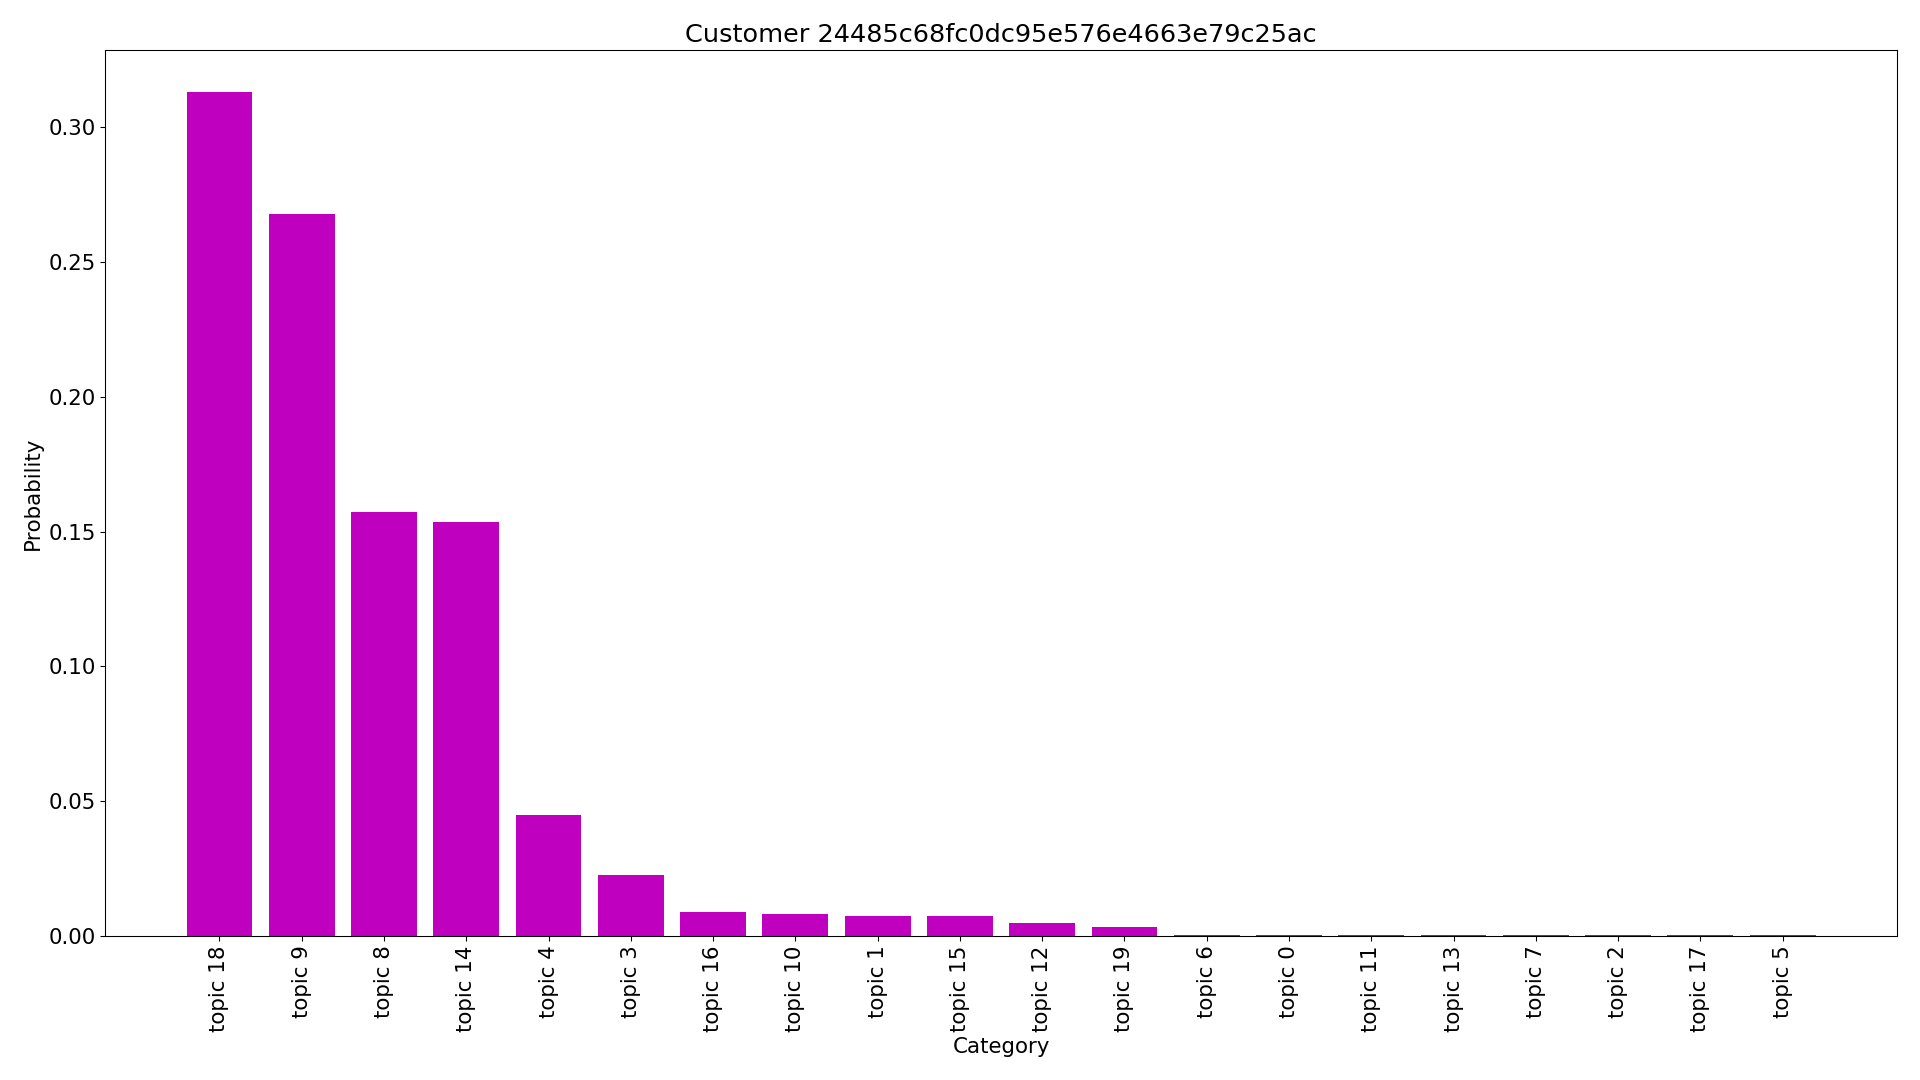 Customer 24485c68fc0dc95e576e4663e79c25ac
Probability
0.30
0.25
0.20
0.15
0.10
0.05
0.00
topic 18
topic 9
topic 8
topic 14
topic 4
topic 3
topic 16
topic 10
topic 1
topic 15
topic 12
topic 19
topic 6
topic 0
topic 11
topic 13
topic 7
topic 2
topic 17
topic 5
Category